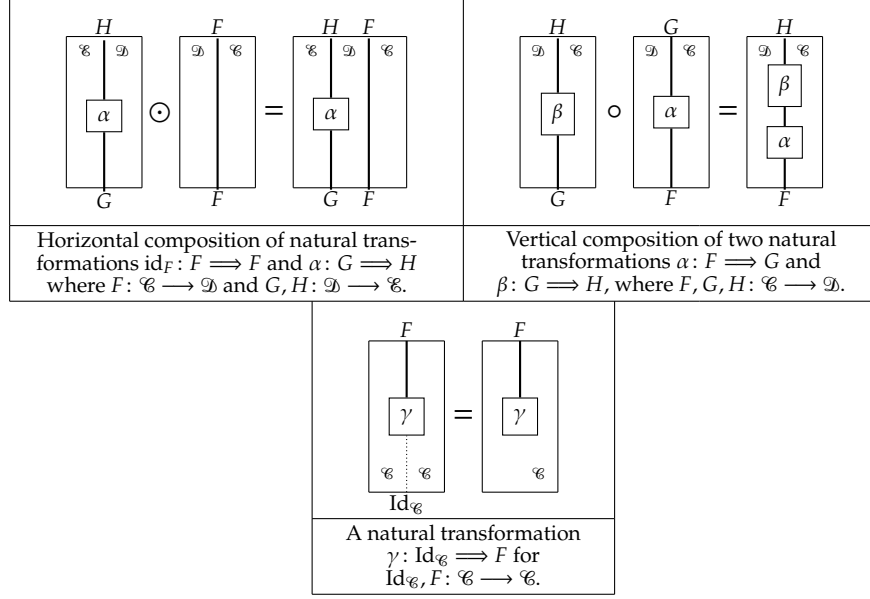 H F H F
ℰ 𝒟 𝒟 𝒞 ℰ 𝒟 𝒞
α ⊙ = α
G F G F
H G H
𝒟 𝒞 𝒟 𝒞 𝒟 𝒞
β ∘ α = β
α
G F F
Horizontal composition of natural trans-
formations id_F : F ⟹ F and α: G ⟹ H
where F: 𝒞 ⟶ 𝒟 and G, H: 𝒟 ⟶ ℰ.
Vertical composition of two natural
transformations α: F ⟹ G and
β: G ⟹ H, where F, G, H: 𝒞 ⟶ 𝒟.
F F
γ = γ
𝒞 𝒞 𝒞
Id_𝒞
A natural transformation
γ: Id_𝒞 ⟹ F for
Id_𝒞, F: 𝒞 ⟶ 𝒞.